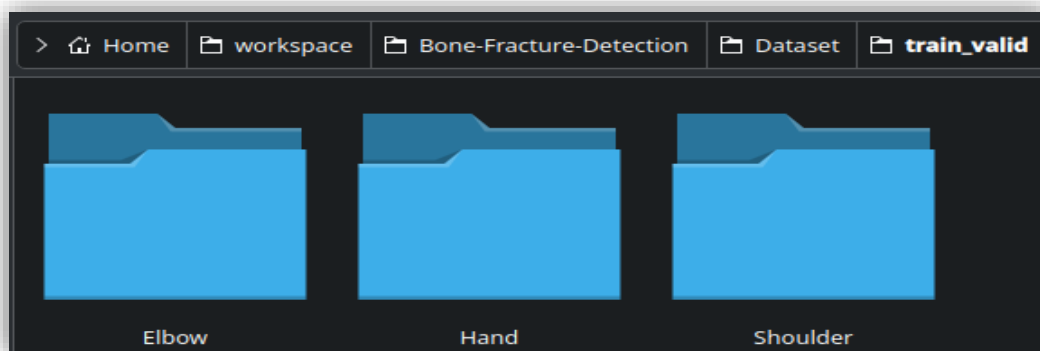 > Home workspace Bone-Fracture-Detection Dataset train_valid
Elbow Hand Shoulder